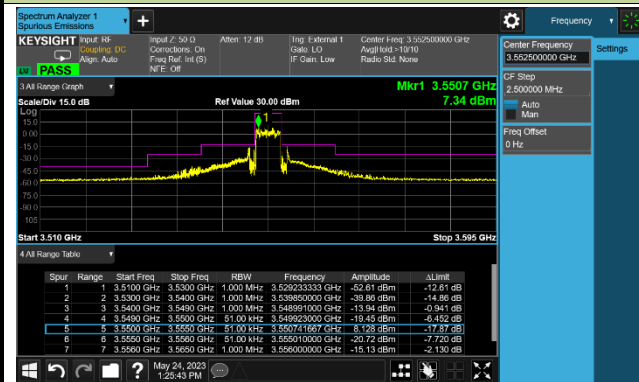 Spectrum Analyzer 1
Spurious Emissions
Frequency
KEYSIGHT
Input: RF
Coupling: DC
Align: Auto
Input Z: 50 Ω
Corrections: On
Freq Ref: Int (S)
NFE: Off
Atten: 12 dB
Trig: External 1
Gate: LO
IF Gain: Low
Center Freq: 3.552500000 GHz
Avg|Hold:>10/10
Radio Std: None
PASS
Center Frequency
3.552500000 GHz
Settings
CF Step
2.500000 MHz
Auto
Man
Freq Offset
0 Hz
3 All Range Graph
Mkr1 3.5507 GHz
Scale/Div 15.0 dB
Ref Value 30.00 dBm
7.34 dBm
Log
15.0
0.00
-15.0
-30.0
-45.0
-60.0
-75.0
-90.0
-105
1
Start 3.510 GHz
Stop 3.595 GHz
4 All Range Table
Spur Range Start Freq Stop Freq RBW Frequency Amplitude ΔLimit
1 1 3.5100 GHz 3.5300 GHz 1.000 MHz 3.529233333 GHz -52.61 dBm -12.61 dB
2 2 3.5300 GHz 3.5400 GHz 1.000 MHz 3.539850000 GHz -39.86 dBm -14.86 dB
3 3 3.5400 GHz 3.5490 GHz 1.000 MHz 3.548991000 GHz -13.94 dBm -0.941 dB
4 4 3.5490 GHz 3.5500 GHz 51.00 kHz 3.549923000 GHz -19.45 dBm -6.452 dB
5 5 3.5500 GHz 3.5550 GHz 51.00 kHz 3.550741667 GHz 8.128 dBm -17.87 dB
6 6 3.5550 GHz 3.5560 GHz 51.00 kHz 3.555010000 GHz -20.72 dBm -7.720 dB
7 7 3.5560 GHz 3.5650 GHz 1.000 MHz 3.556000000 GHz -15.13 dBm -2.130 dB
May 24, 2023
1:25:43 PM